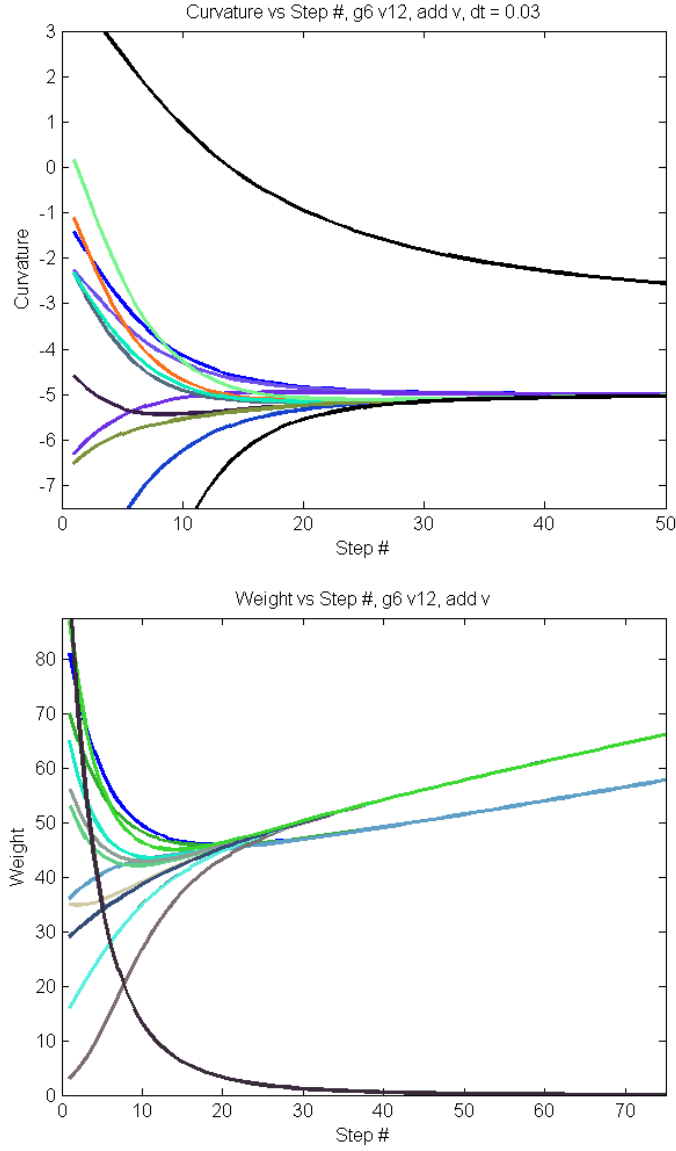 Curvature vs Step #, g6 v12, add v, dt = 0.03
3
2
1
0
-1
-2
-3
-4
-5
-6
-7
Curvature
0 10 20 30 40 50
Step #
Weight vs Step #, g6 v12, add v
80
70
60
50
40
30
20
10
0
Weight
0 10 20 30 40 50 60 70
Step #